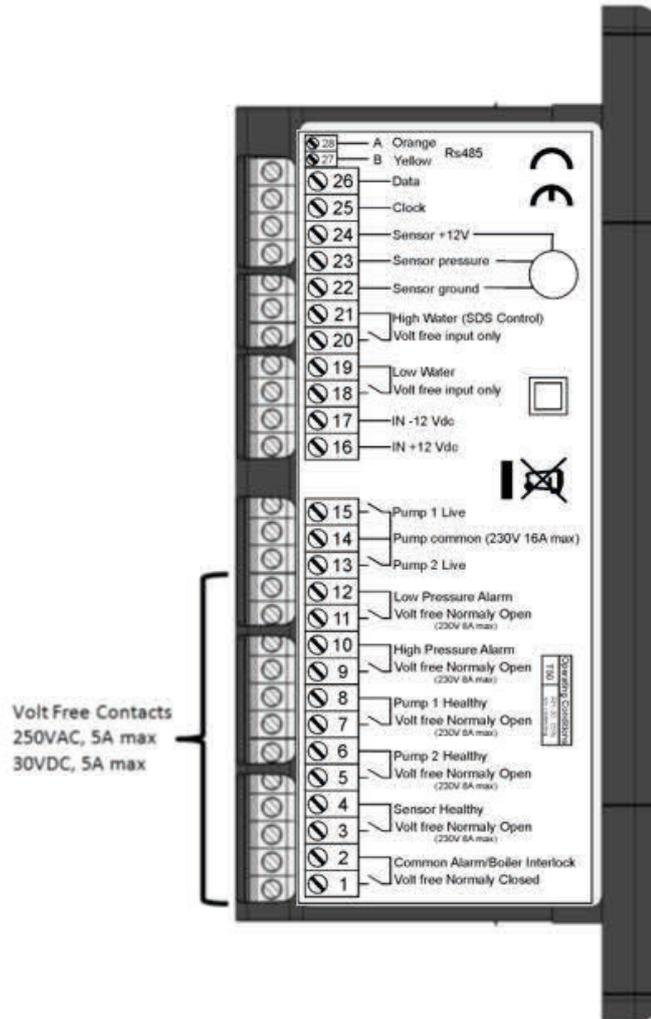 28 A Orange Rs485
27 B Yellow
26 Data
25 Clock
24 Sensor +12V
23 Sensor pressure
22 Sensor ground
21 High Water (SDS Control)
20 Volt free input only
19 Low Water
18 Volt free input only
17 IN -12 Vdc
16 IN +12 Vdc
15 Pump 1 Live
14 Pump common (230V 16A max)
13 Pump 2 Live
12 Low Pressure Alarm
11 Volt free Normaly Open
(230V 8A max)
10 High Pressure Alarm
9 Volt free Normaly Open
(230V 8A max)
8 Pump 1 Healthy
7 Volt free Normaly Open
(230V 8A max)
6 Pump 2 Healthy
5 Volt free Normaly Open
(230V 8A max)
4 Sensor Healthy
3 Volt free Normaly Open
(230V 8A max)
2 Common Alarm/Boiler Interlock
1 Volt free Normaly Closed
Operating Conditions
T50
Volt Free Contacts
250VAC, 5A max
30VDC, 5A max
CE